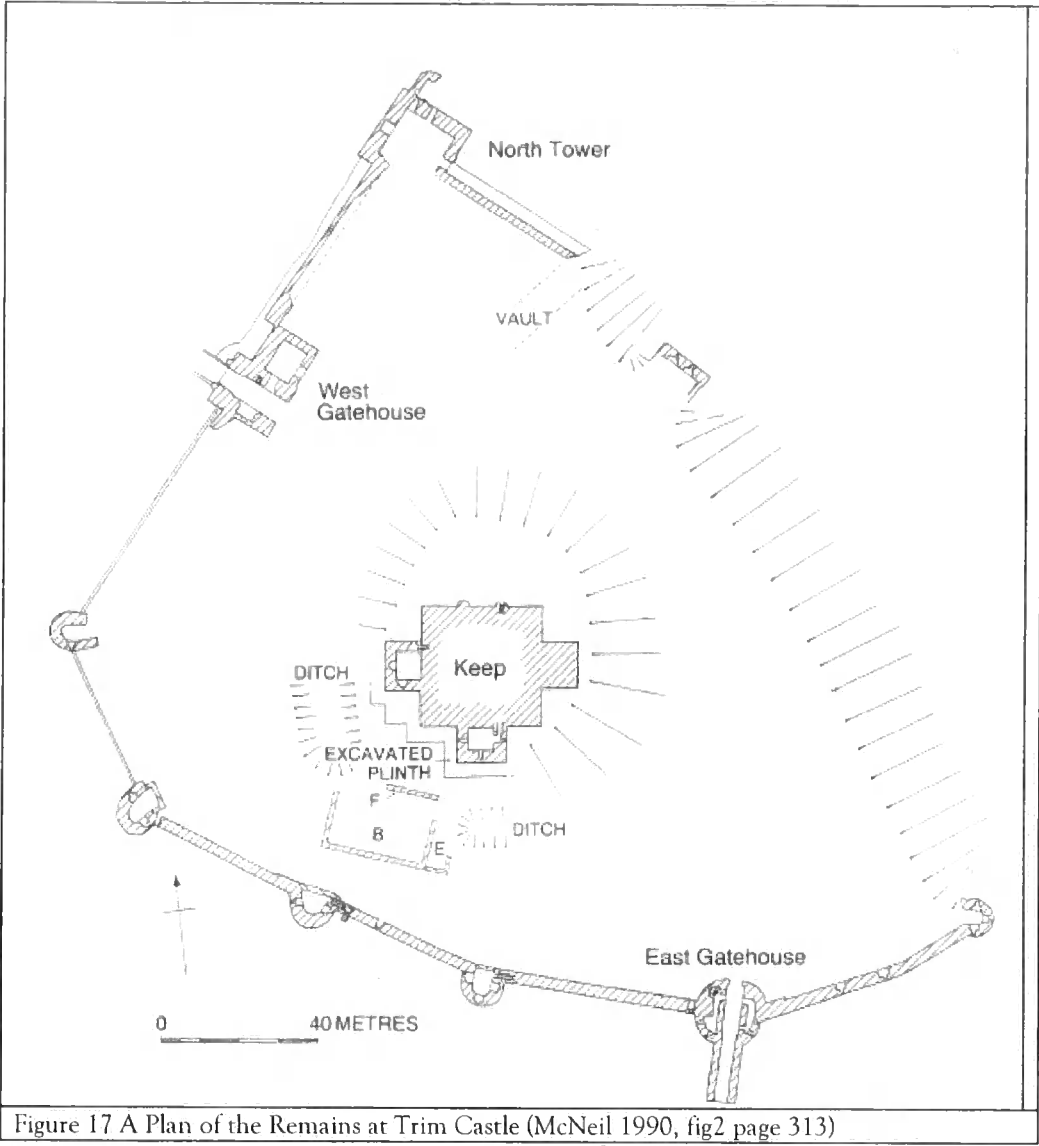 North Tower
VAULT
West
Gatehouse
Keep
DITCH
EXCAVATED
PLINTH
F
B
E
DITCH
East Gatehouse
0 40 METRES
Figure 17 A Plan of the Remains at Trim Castle (McNeil 1990, fig2 page 313)